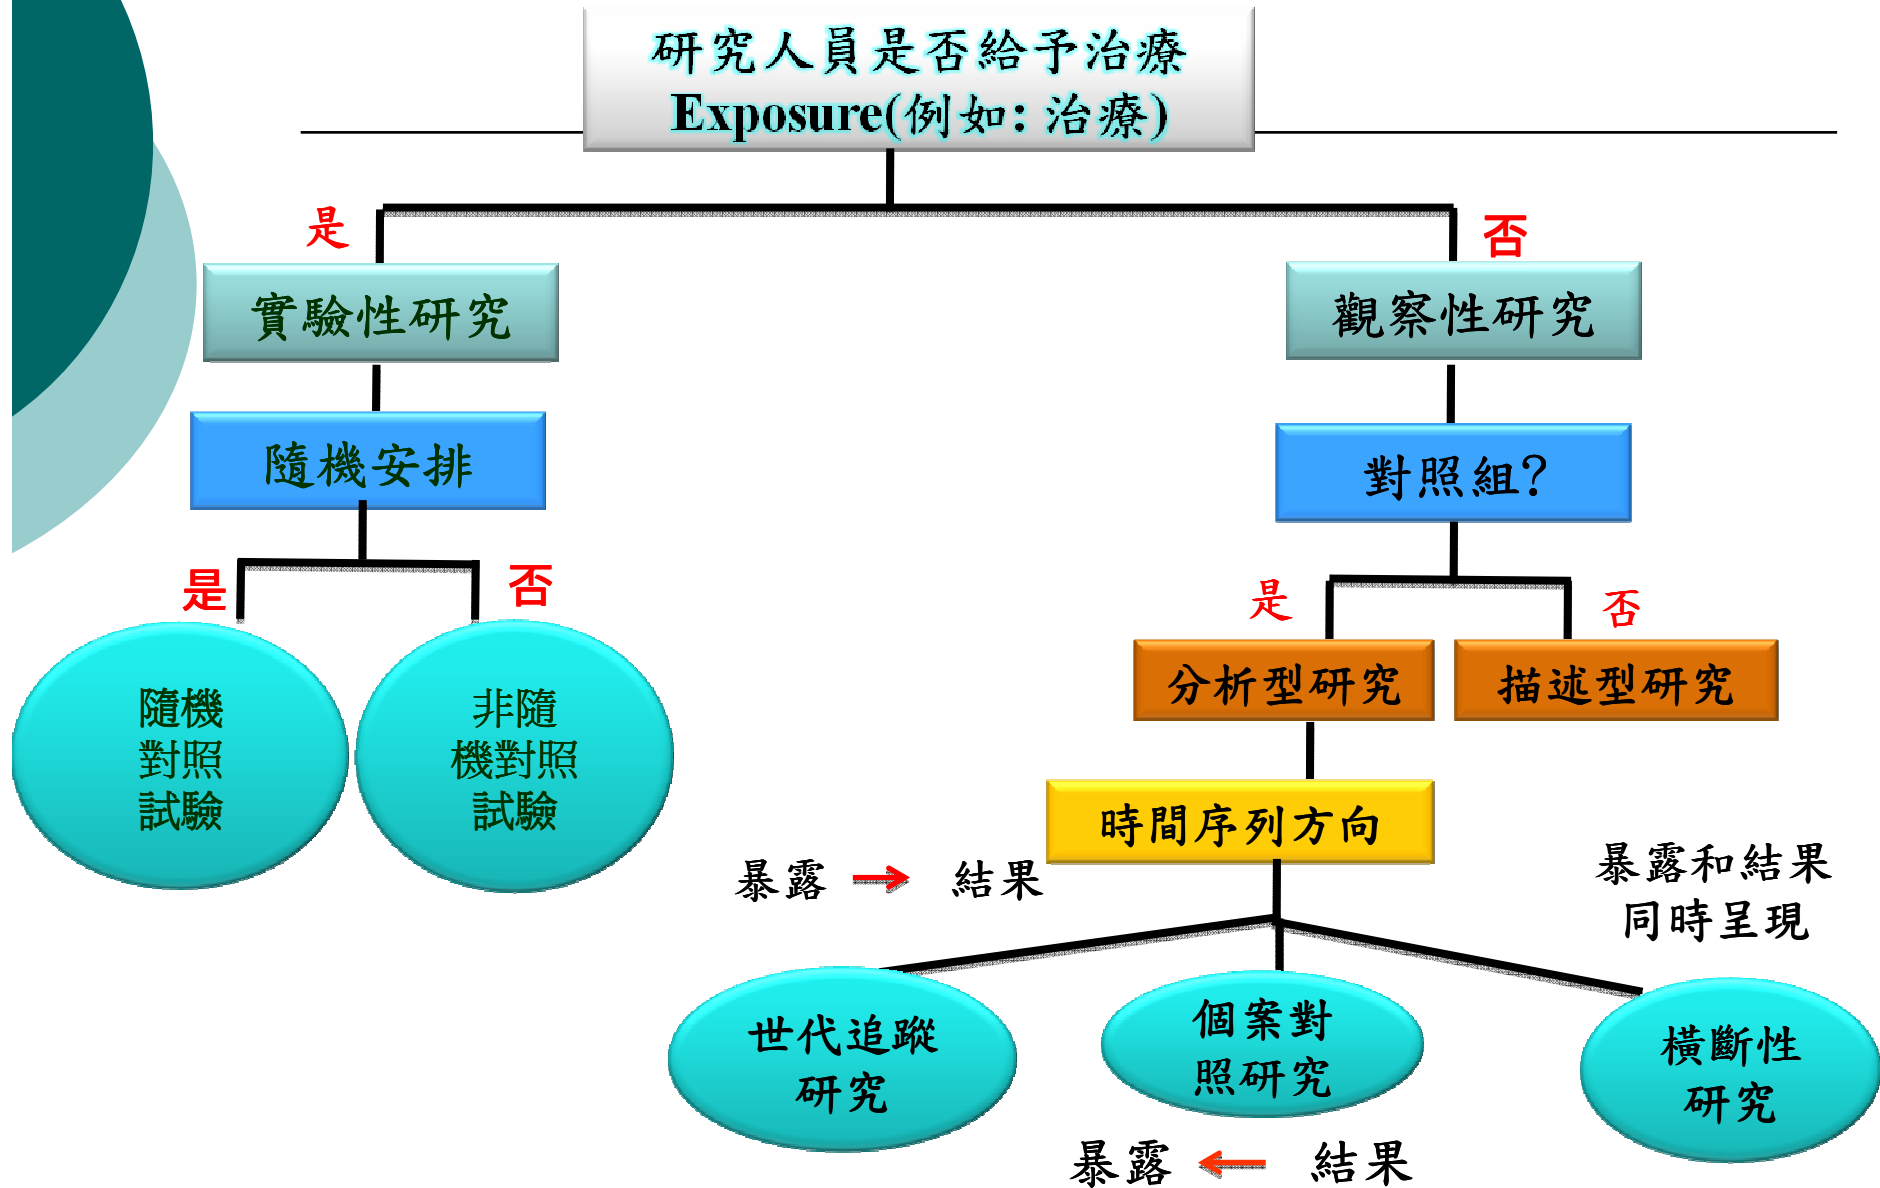 研究人員是否給予治療
Exposure(例如:治療)
是
否
實驗性研究
觀察性研究
隨機安排
對照組?
是
否
是
否
隨機
對照
試驗
非隨
機對照
試驗
分析型研究
描述型研究
時間序列方向
暴露 → 結果
暴露和結果
同時呈現
世代追蹤
研究
個案對
照研究
橫斷性
研究
暴露 ← 結果